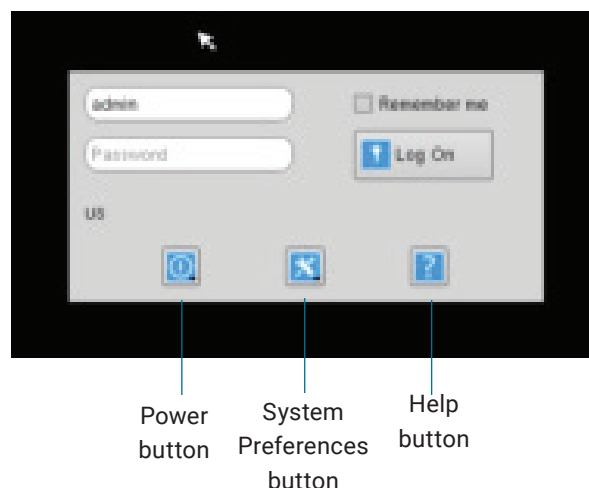 admin
Remember me
Password
Log On
US
Power
button
System
Preferences
button
Help
button